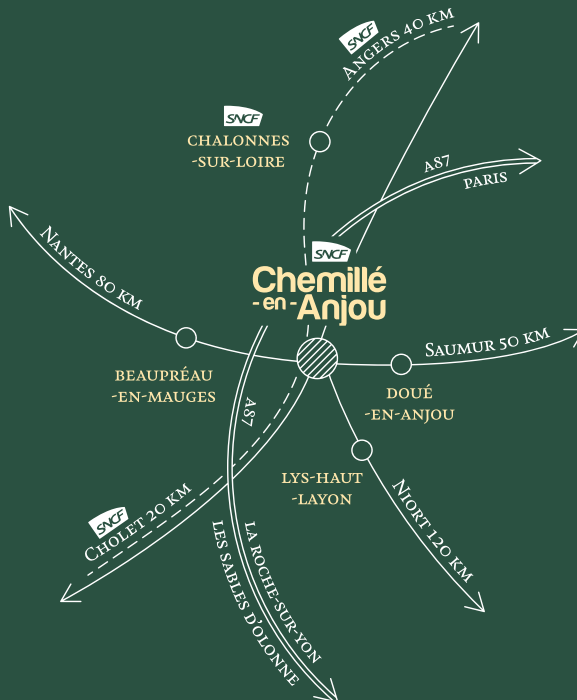 SNCF
ANGERS 40 KM
SNCF
CHALONNES
-SUR-LOIRE
A87
PARIS
NANTES 80 KM
SNCF
Chemillé
-en-Anjou
SAUMUR 50 KM
BEAUPRÉAU
-EN-MAUGES
DOUÉ
-EN-ANJOU
A87
LYS-HAUT
-LAYON
SNCF
CHOLET 20 KM
NIORT 120 KM
LA ROCHE-SUR-YON
LES SABLES D'OLONNE